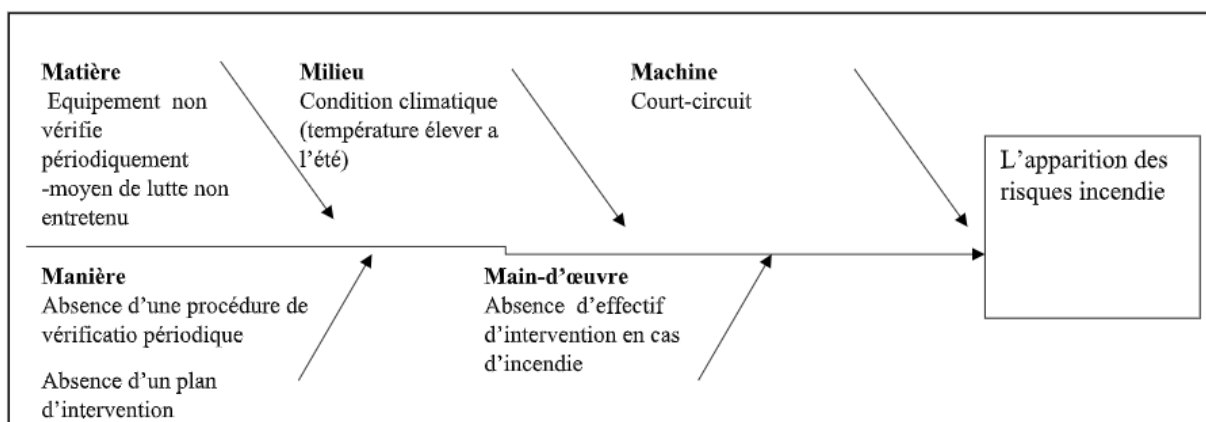 Matière
Equipement non
vérifie
périodiquement
-moyen de lutte non
entretenu
Milieu
Condition climatique
(température élever a
l’été)
Machine
Court-circuit
L’apparition des
risques incendie
Manière
Absence d’une procédure de
vérificatio périodique
Absence d’un plan
d’intervention
Main-d’œuvre
Absence d’effectif
d’intervention en cas
d’incendie